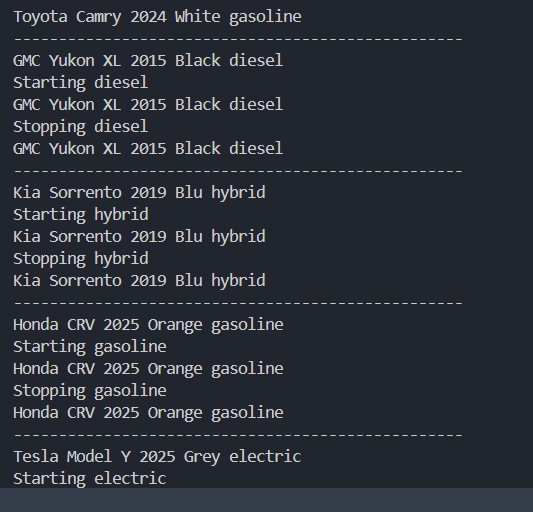 Toyota Camry 2024 White gasoline
--------------------------------------------------
GMC Yukon XL 2015 Black diesel
Starting diesel
GMC Yukon XL 2015 Black diesel
Stopping diesel
GMC Yukon XL 2015 Black diesel
--------------------------------------------------
Kia Sorrento 2019 Blu hybrid
Starting hybrid
Kia Sorrento 2019 Blu hybrid
Stopping hybrid
Kia Sorrento 2019 Blu hybrid
--------------------------------------------------
Honda CRV 2025 Orange gasoline
Starting gasoline
Honda CRV 2025 Orange gasoline
Stopping gasoline
Honda CRV 2025 Orange gasoline
--------------------------------------------------
Tesla Model Y 2025 Grey electric
Starting electric